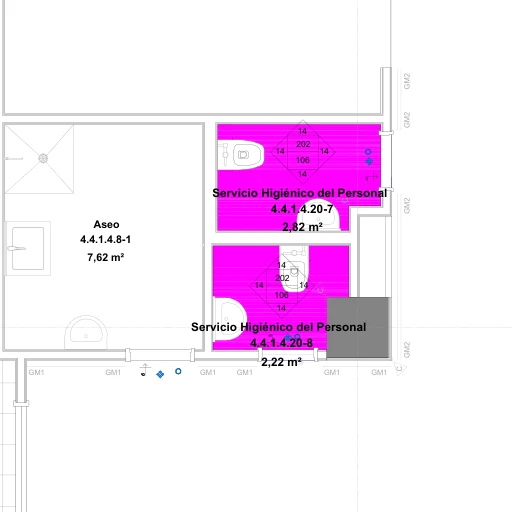 GM2
GM2
14
202
14
14
106
14
Servicio Higiénico del Personal
4.4.1.4.20-7
2,82 m²
GM2
Aseo
4.4.1.4.8-1
7,62 m²
14
202
14
14
106
14
Servicio Higiénico del Personal
4.4.1.4.20-8
2,22 m²
GM2
GM1
GM1
GM1
GM1
GM1
GM1
C